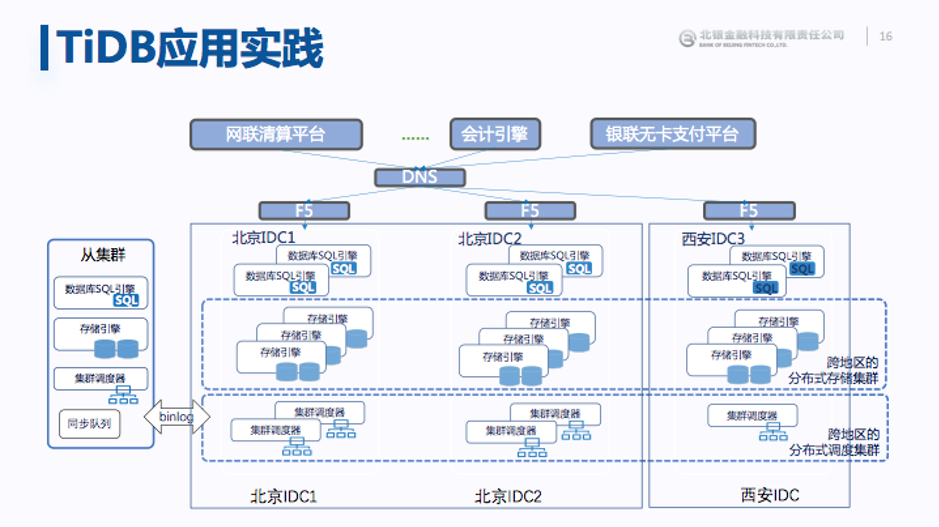 TiDB应用实践
北银金融科技有限责任公司
BANK OF BEIJING FINTECH CO.,LTD.
16
网联清算平台
......
会计引擎
银联无卡支付平台
DNS
F5
F5
F5
从集群
数据库SQL引擎
SQL
存储引擎
集群调度器
同步队列
binlog
北京IDC1
数据库SQL引擎
SQL
数据库SQL引擎
SQL
北京IDC2
数据库SQL引擎
SQL
数据库SQL引擎
SQL
西安IDC3
数据库SQL引擎
SQL
数据库SQL引擎
SQL
存储引擎
存储引擎
存储引擎
存储引擎
存储引擎
存储引擎
存储引擎
存储引擎
存储引擎
跨地区的
分布式存储集群
集群调度器
集群调度器
集群调度器
集群调度器
集群调度器
跨地区的
分布式调度集群
北京IDC1
北京IDC2
西安IDC